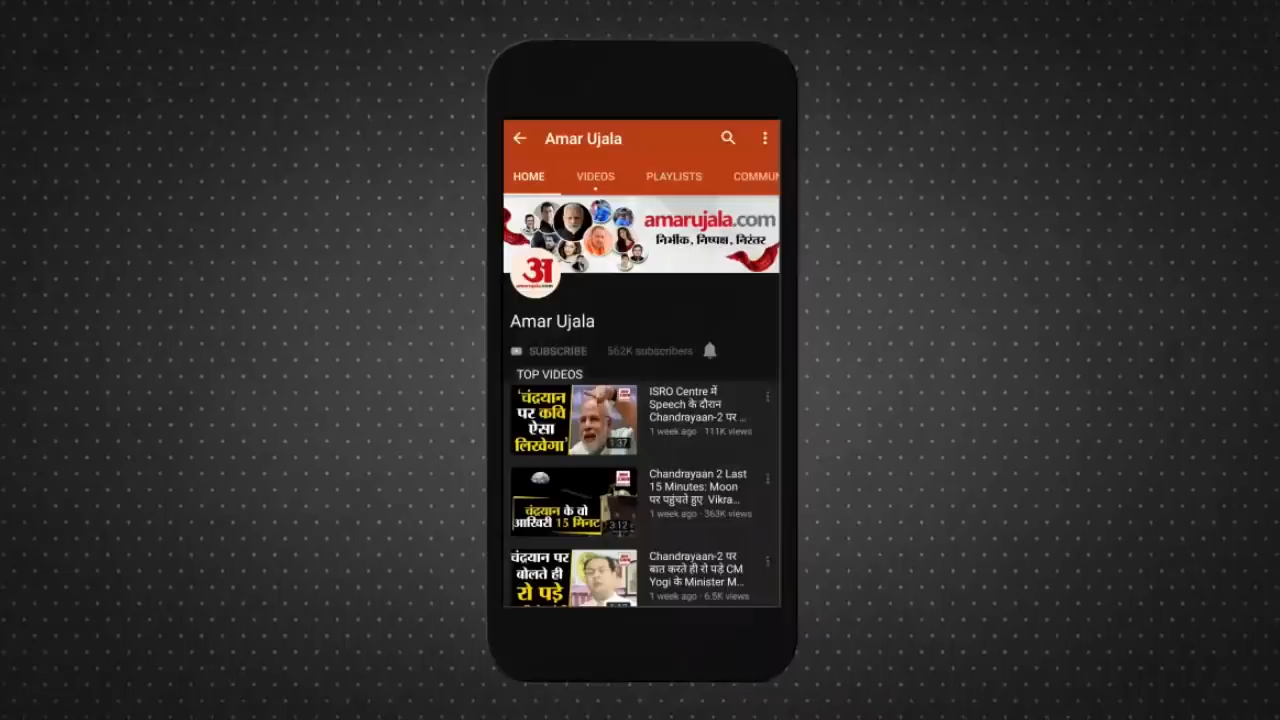 Amar Ujala
HOME VIDEOS PLAYLISTS COMMUN
amarujala.com
निर्भीक, निष्पक्ष, निरंतर
अ
amarujala.com
Amar Ujala
SUBSCRIBE 562K subscribers
TOP VIDEOS
'चंद्रयान
पर कवि
ऐसा
लिखेगा'
1:37
ISRO Centre में
Speech के दौरान
Chandrayaan-2 पर ...
1 week ago · 111K views
चंद्रयान के वो
आखिरी 15 मिनट
3:12
Chandrayaan 2 Last
15 Minutes: Moon
पर पहुंचते हुए Vikra...
1 week ago · 363K views
चंद्रयान पर
बोलते ही
रो पड़े
Chandrayaan-2 पर
बात करते ही रो पड़े CM
Yogi के Minister M...
1 week ago · 6.5K views